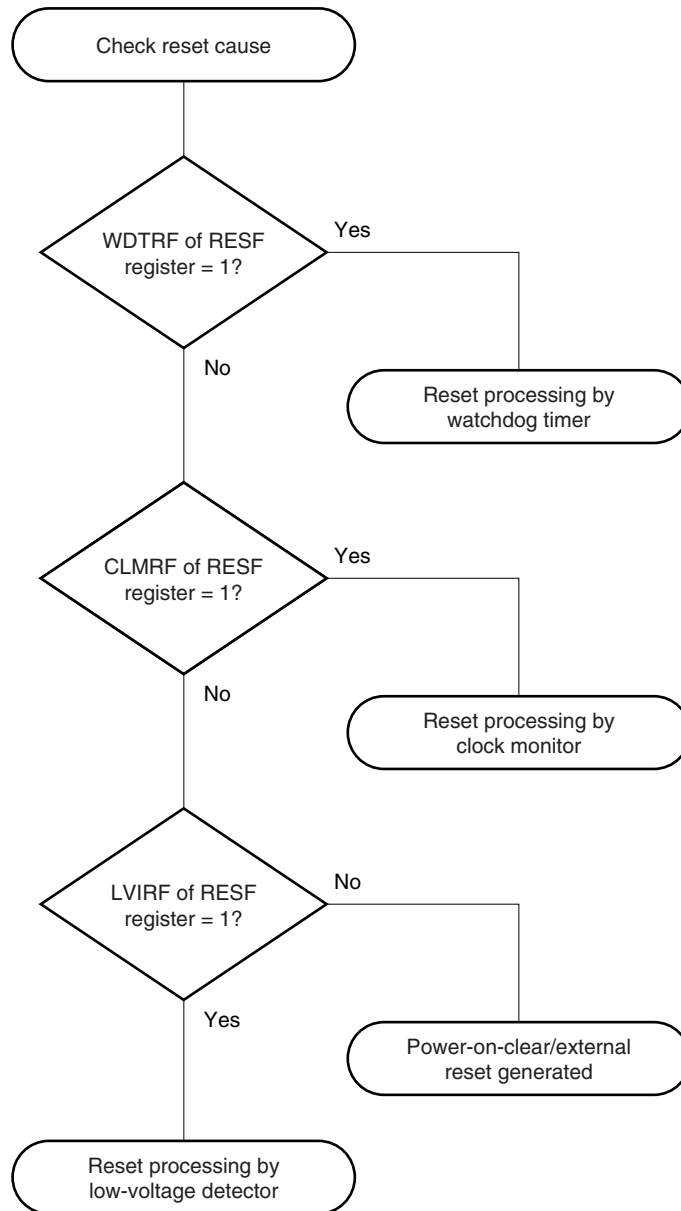 Check reset cause
WDTRF of RESF
register = 1?
Yes
No
Reset processing by
watchdog timer
CLMRF of RESF
register = 1?
Yes
No
Reset processing by
clock monitor
LVIRF of RESF
register = 1?
No
Yes
Power-on-clear/external
reset generated
Reset processing by
low-voltage detector